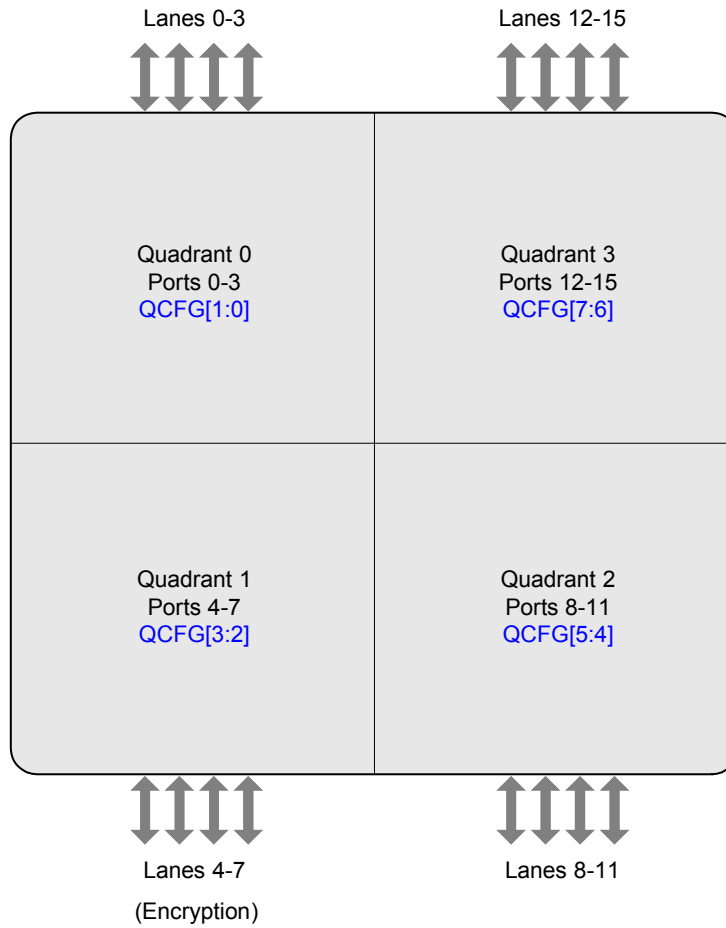 Lanes 0-3
Lanes 12-15
Quadrant 0
Ports 0-3
QCFG[1:0]
Quadrant 3
Ports 12-15
QCFG[7:6]
Quadrant 1
Ports 4-7
QCFG[3:2]
Quadrant 2
Ports 8-11
QCFG[5:4]
Lanes 4-7
(Encryption)
Lanes 8-11